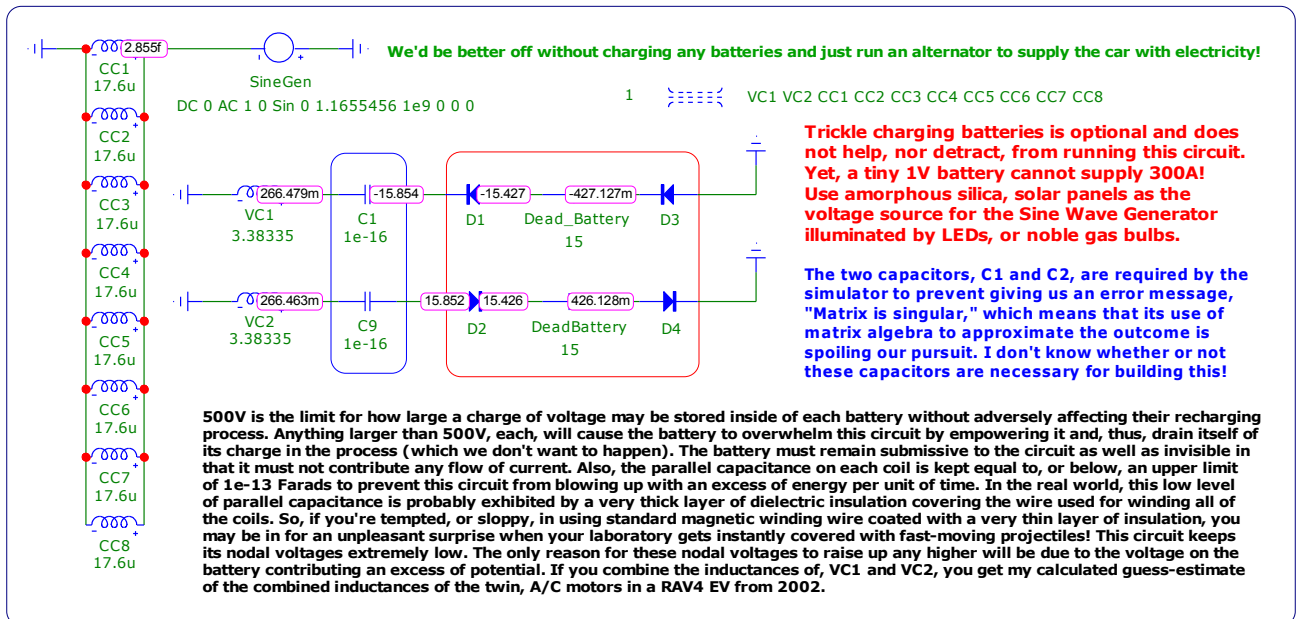 2.855f
CC1
17.6u
SineGen
DC 0 AC 1 0 Sin 0 1.1655456 1e9 0 0 0
We'd be better off without charging any batteries and just run an alternator to supply the car with electricity!
1 VC1 VC2 CC1 CC2 CC3 CC4 CC5 CC6 CC7 CC8
CC2
17.6u
CC3
17.6u
CC4
17.6u
CC5
17.6u
CC6
17.6u
CC7
17.6u
CC8
17.6u
266.479m -15.854 -15.427 -427.127m
VC1 C1 D1 Dead_Battery D3
3.38335 1e-16 15
266.463m 15.852 15.426 426.128m
VC2 C9 D2 DeadBattery D4
3.38335 1e-16 15
Trickle charging batteries is optional and does
not help, nor detract, from running this circuit.
Yet, a tiny 1V battery cannot supply 300A!
Use amorphous silica, solar panels as the
voltage source for the Sine Wave Generator
illuminated by LEDs, or noble gas bulbs.
The two capacitors, C1 and C2, are required by the
simulator to prevent giving us an error message,
"Matrix is singular," which means that its use of
matrix algebra to approximate the outcome is
spoiling our pursuit. I don't know whether or not
these capacitors are necessary for building this!
500V is the limit for how large a charge of voltage may be stored inside of each battery without adversely affecting their recharging
process. Anything larger than 500V, each, will cause the battery to overwhelm this circuit by empowering it and, thus, drain itself of
its charge in the process (which we don't want to happen). The battery must remain submissive to the circuit as well as invisible in
that it must not contribute any flow of current. Also, the parallel capacitance on each coil is kept equal to, or below, an upper limit
of 1e-13 Farads to prevent this circuit from blowing up with an excess of energy per unit of time. In the real world, this low level
of parallel capacitance is probably exhibited by a very thick layer of dielectric insulation covering the wire used for winding all of
the coils. So, if you're tempted, or sloppy, in using standard magnetic winding wire coated with a very thin layer of insulation, you
may be in for an unpleasant surprise when your laboratory gets instantly covered with fast-moving projectiles! This circuit keeps
its nodal voltages extremely low. The only reason for these nodal voltages to raise up any higher will be due to the voltage on the
battery contributing an excess of potential. If you combine the inductances of, VC1 and VC2, you get my calculated guess-estimate
of the combined inductances of the twin, A/C motors in a RAV4 EV from 2002.